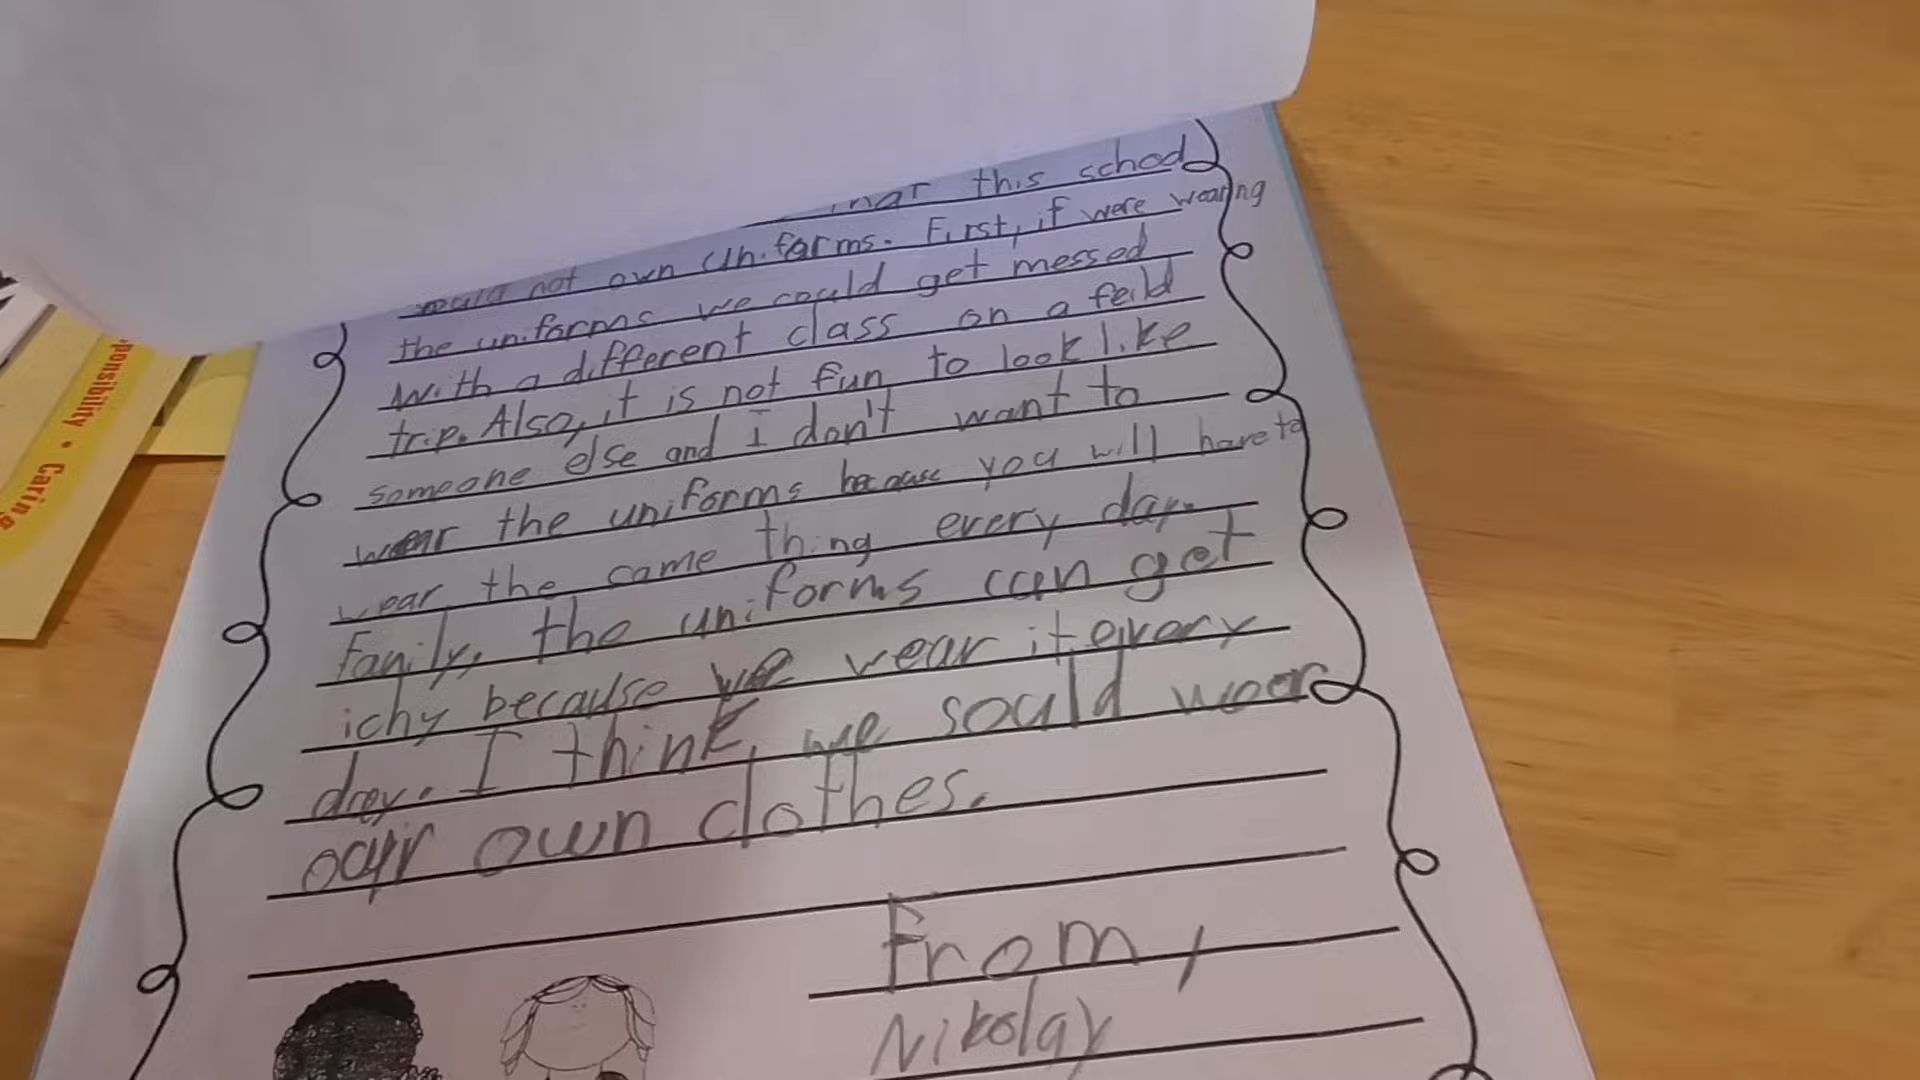 this school
would not own uniforms. First, if were wearing
the uniforms we could get messed
with a different class on a feild
trip. Also, it is not fun to look like
someone else and I don't want to
wear the uniforms because you will have to
wear the same thing every day.
Fanily, the uniforms can get
ichy because we wear it every
day. I think, we sould wear
our own clothes.
From,
Nikolay
ponsibility • Caring